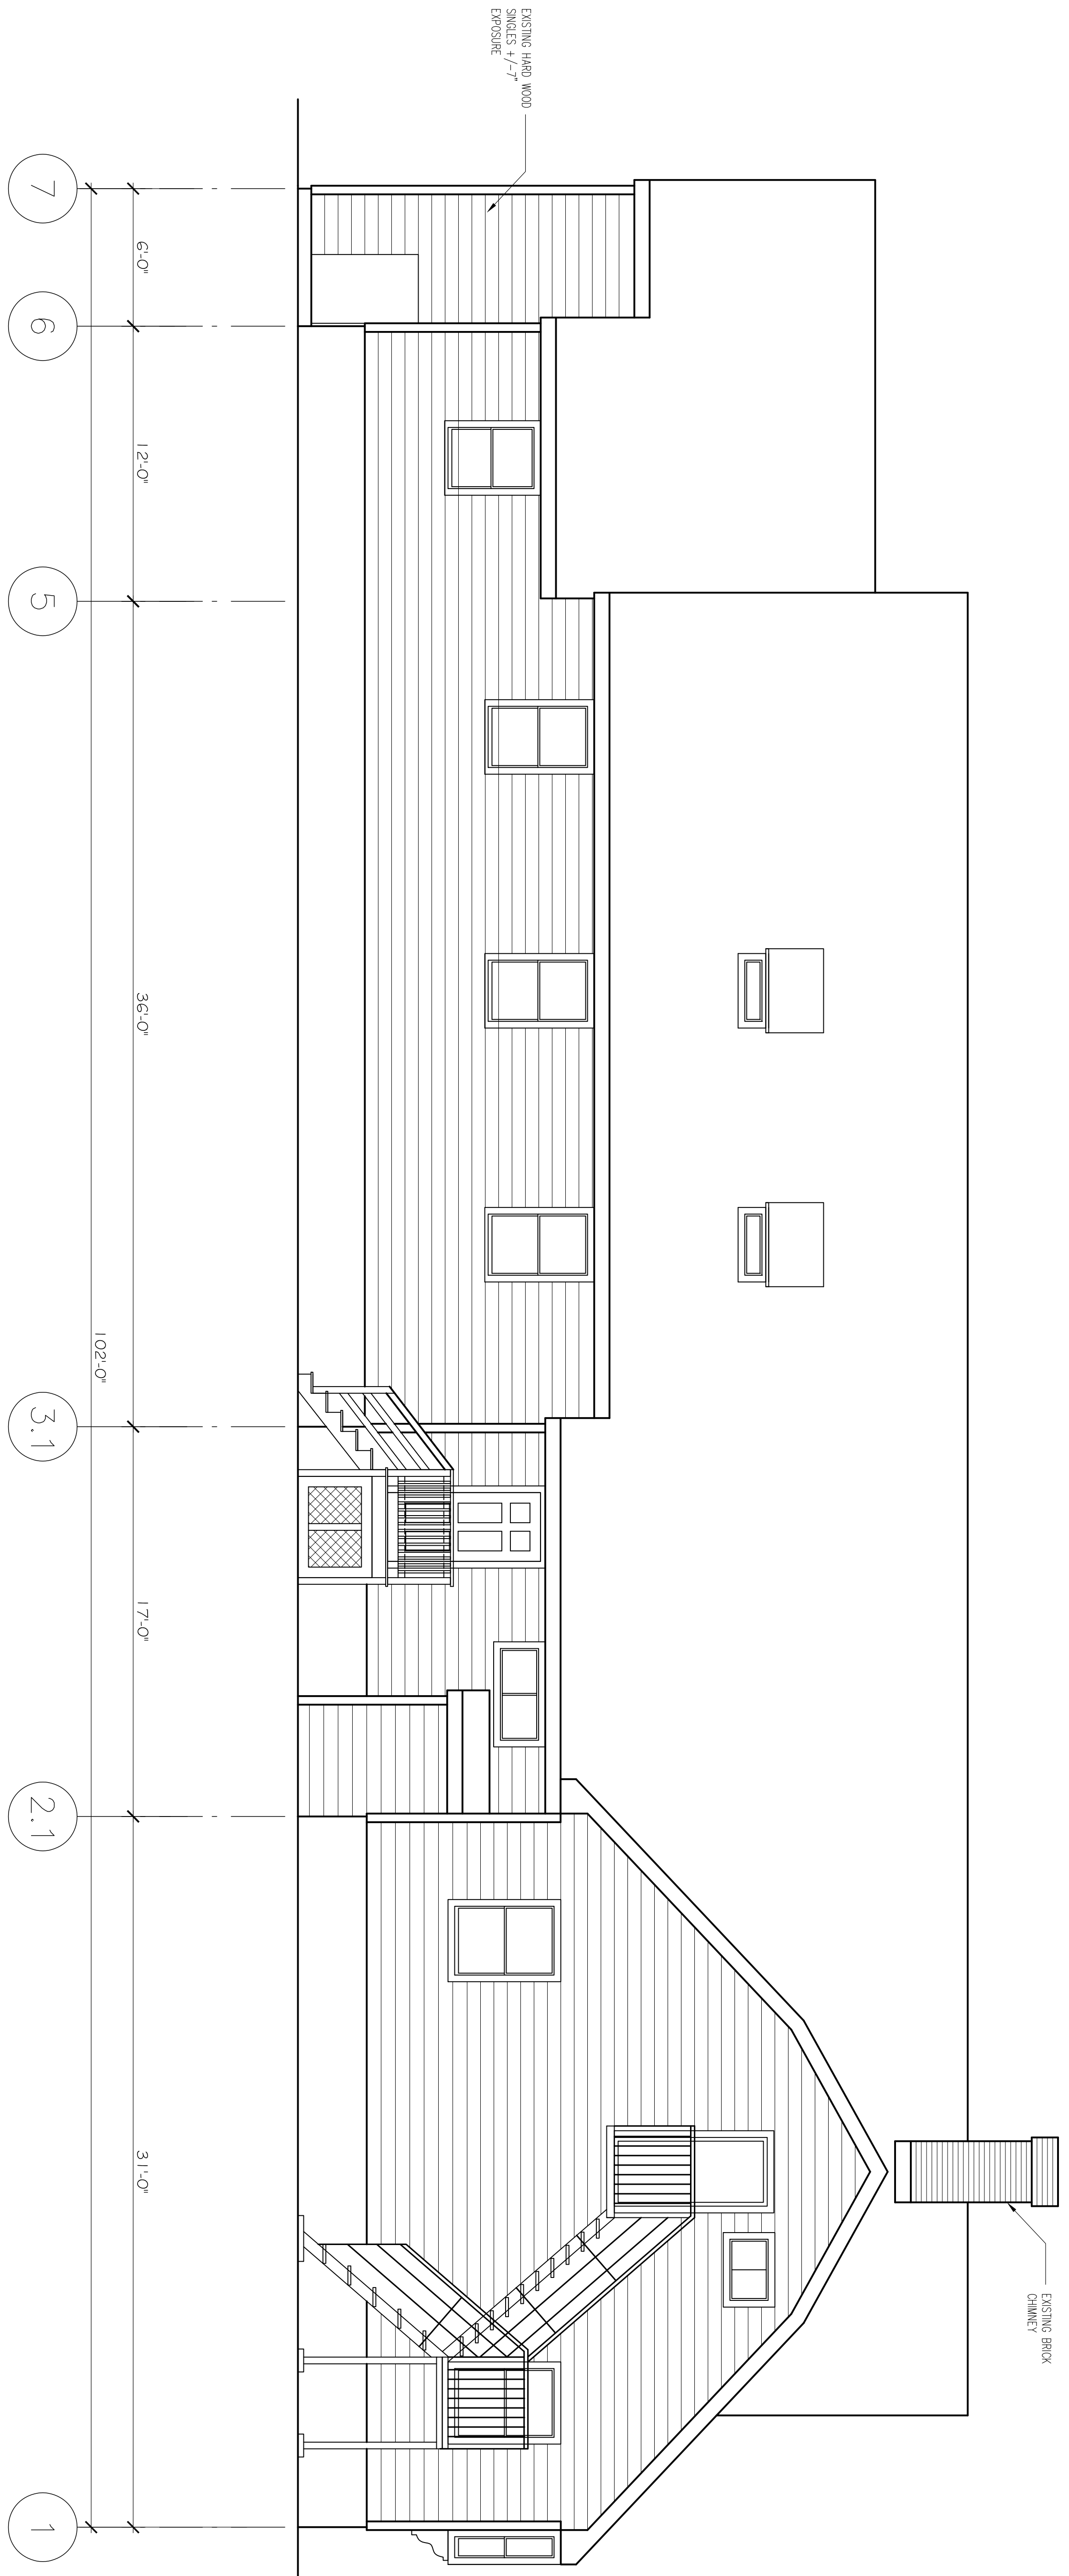 EXISTING HARD WOOD
SINGLES +/-7"
EXPOSURE
EXISTING BRICK
CHIMNEY
6'-0"
12'-0"
36'-0"
17'-0"
31'-0"
102'-0"
7
6
5
3.1
2.1
1